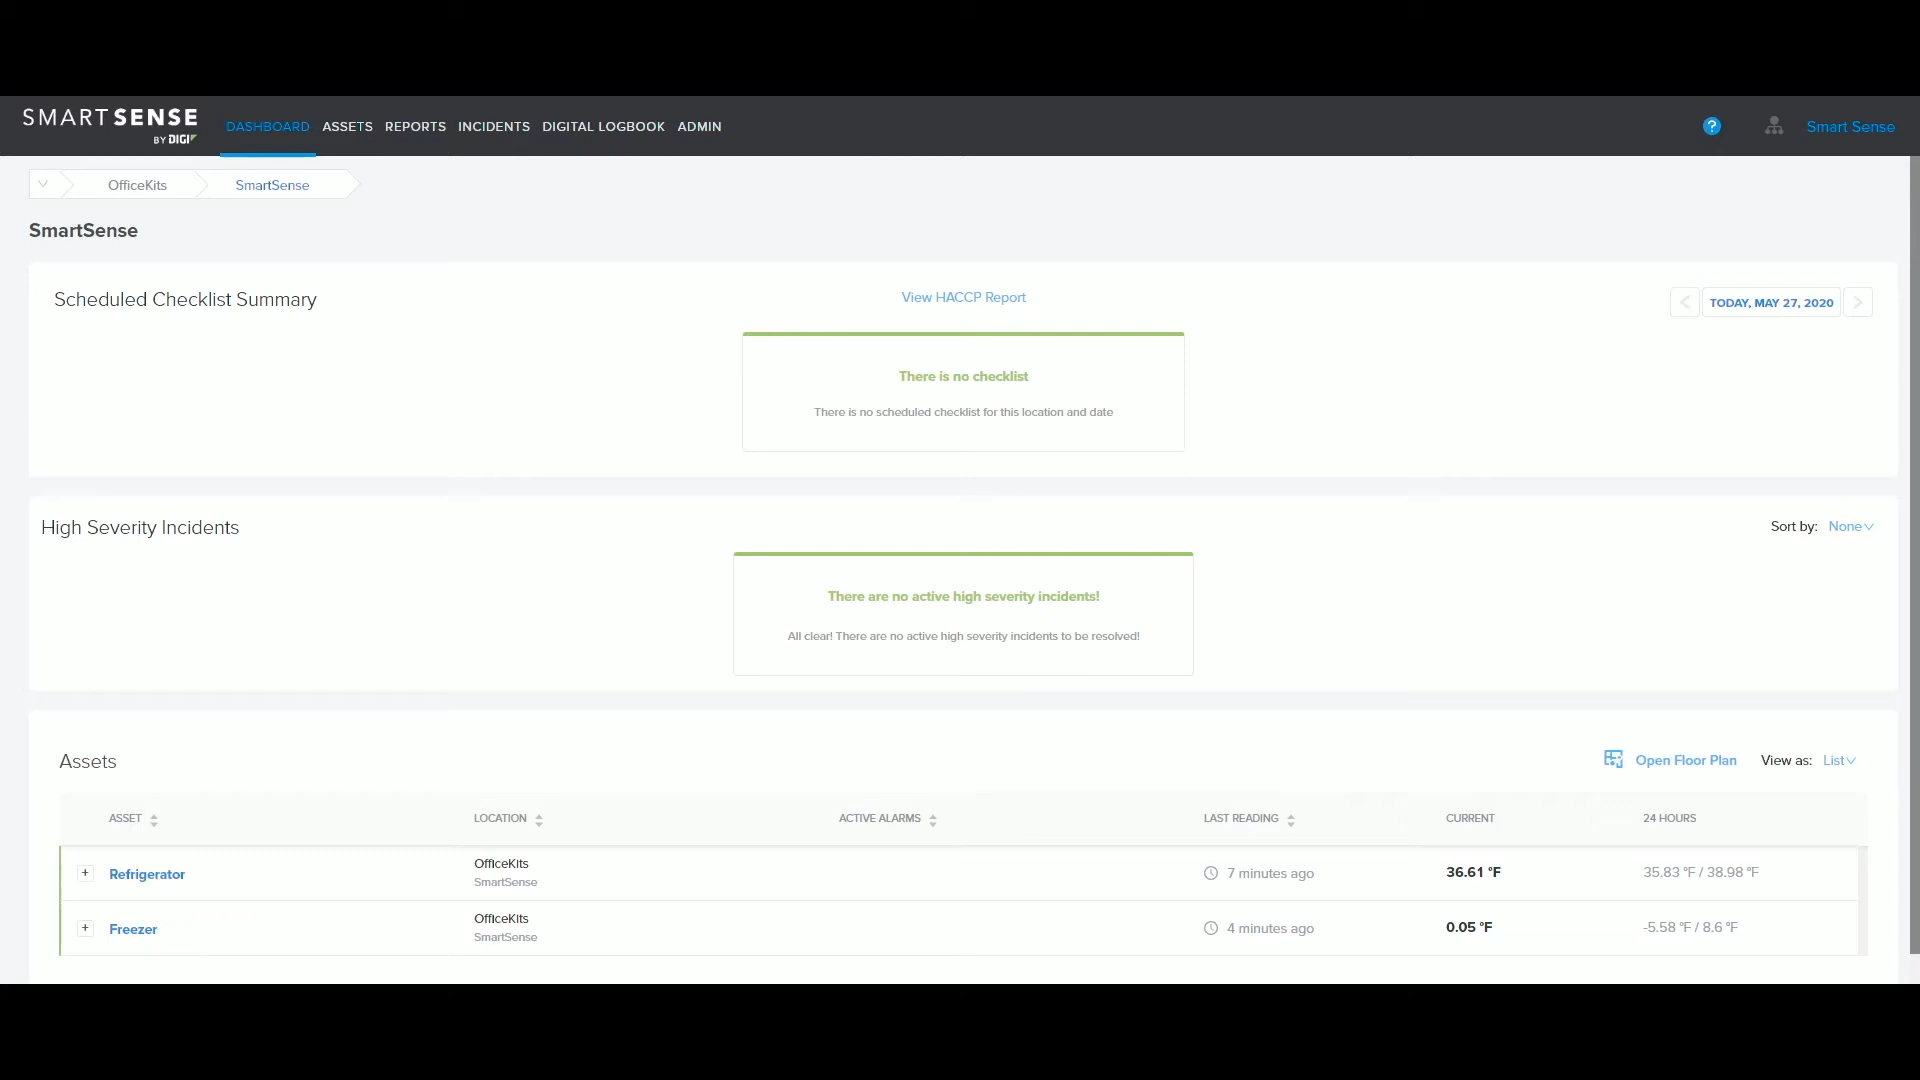 SMARTSENSE
BY DIGI
DASHBOARD ASSETS REPORTS INCIDENTS DIGITAL LOGBOOK ADMIN
? Smart Sense
OfficeKits SmartSense
SmartSense
Scheduled Checklist Summary
View HACCP Report
TODAY, MAY 27, 2020
There is no checklist
There is no scheduled checklist for this location and date
High Severity Incidents
Sort by: None
There are no active high severity incidents!
All clear! There are no active high severity incidents to be resolved!
Assets
Open Floor Plan View as: List
ASSET LOCATION ACTIVE ALARMS LAST READING CURRENT 24 HOURS
+ Refrigerator OfficeKits 7 minutes ago 36.61 °F 35.83 °F / 38.98 °F
SmartSense
+ Freezer OfficeKits 4 minutes ago 0.05 °F -5.58 °F / 8.6 °F
SmartSense